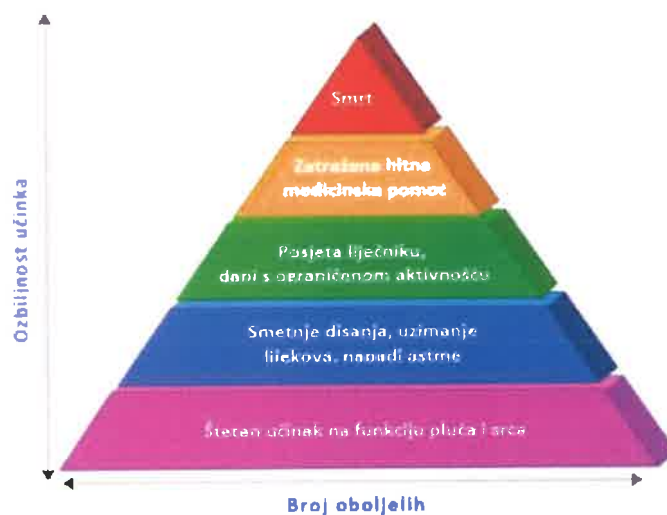 Smrt
Zatražena hitna
medicinska pomoć
Posjeta liječniku,
dani s ograničenom aktivnošću
Smetnje disanja, uzimanje
lijekova, napadi astme
Štetan učinak na funkciju pluća i srca
Ozbiljnost učinka
Broj oboljelih